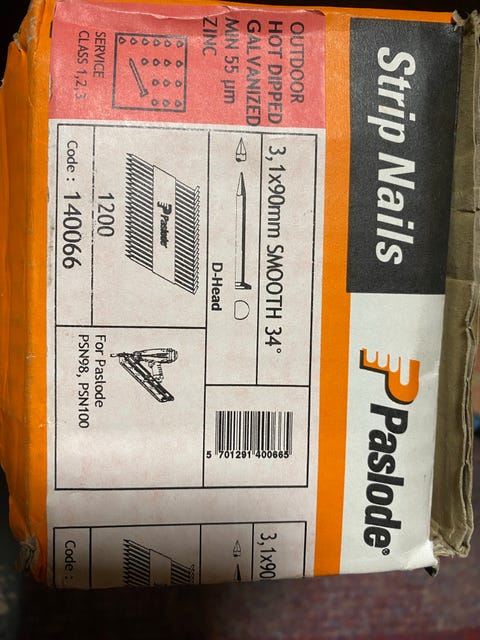 Strip Nails
Paslode®
OUTDOOR
HOT DIPPED
GALVANIZED
MIN 55 µm
ZINC
SERVICE
CLASS 1,2,3
3,1x90mm SMOOTH 34°
D-Head
Paslode
1200
Code: 140066
For Paslode
PSN98, PSN100
5 701291 400665
3,1x90
Code: